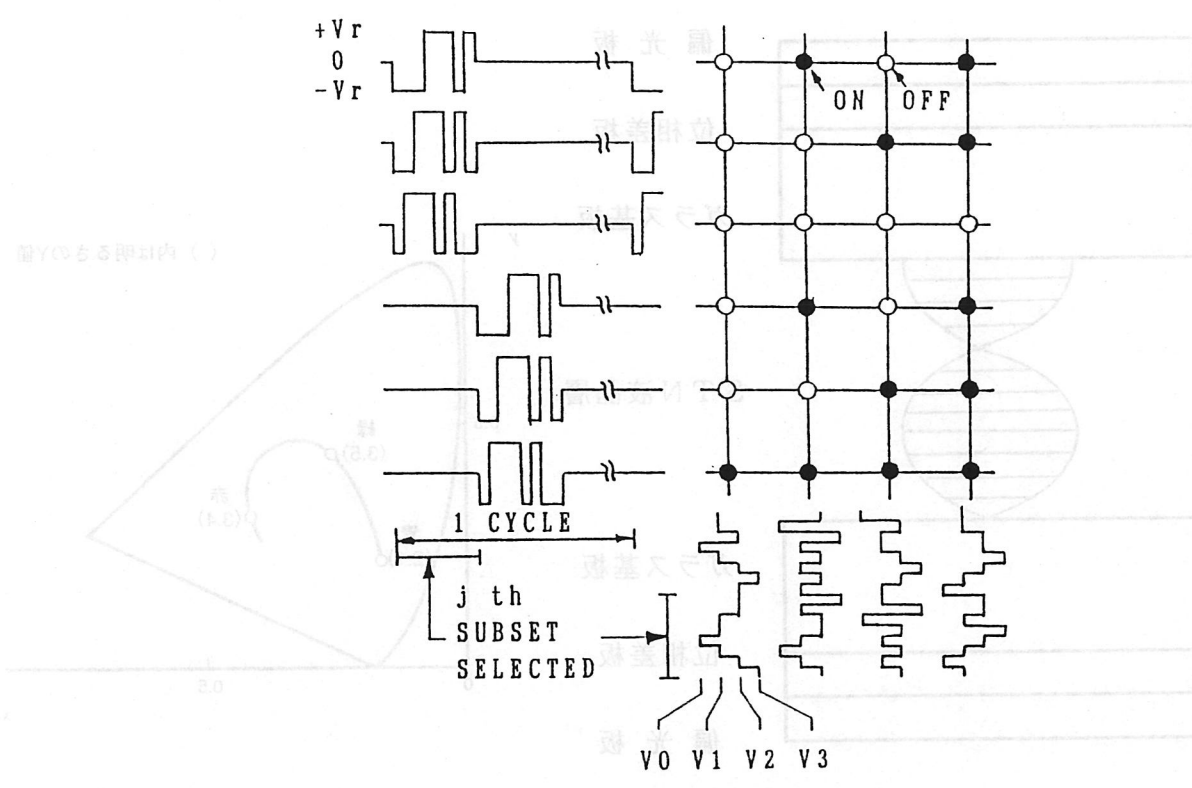 +Vr
0
-Vr
ON
OFF
1 CYCLE
j th
SUBSET
SELECTED
V0 V1 V2 V3